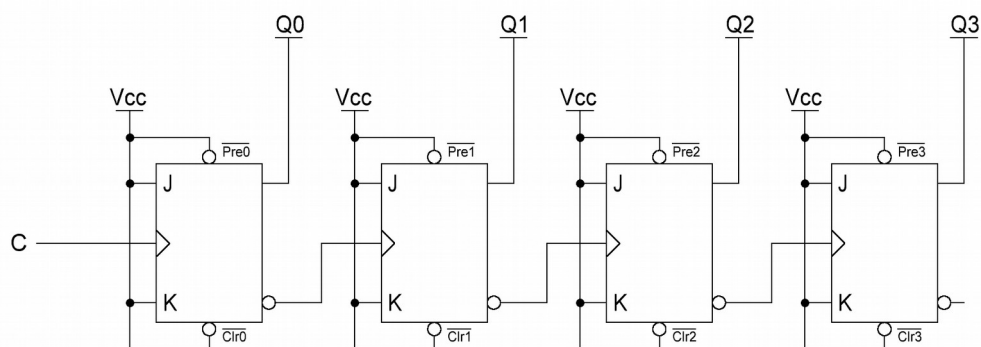 Q0 Q1 Q2 Q3
Vcc Vcc Vcc Vcc
Pre0 Pre1 Pre2 Pre3
J J J J
C
K K K K
Clr0 Clr1 Clr2 Clr3